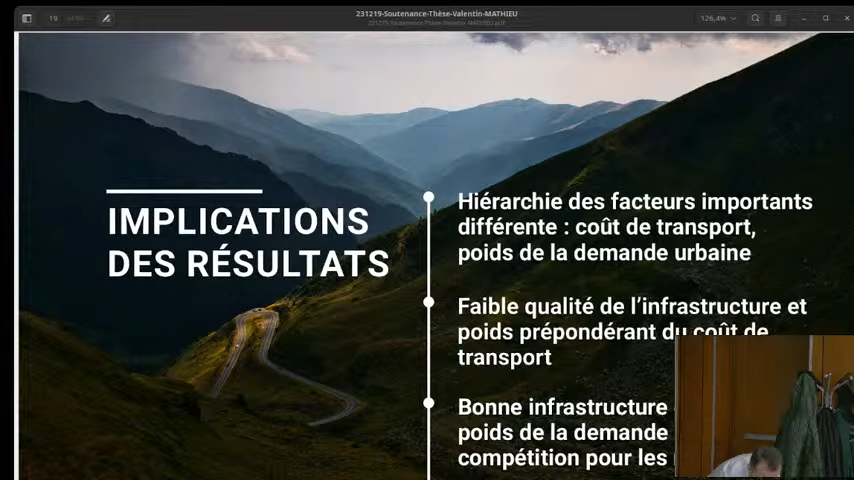 231219-Soutenance-Thèse-Valentin-MATHIEU
19
126,4%
IMPLICATIONS
DES RÉSULTATS
Hiérarchie des facteurs importants
différente : coût de transport,
poids de la demande urbaine
Faible qualité de l'infrastructure et
poids prépondérant du coût de
transport
Bonne infrastructure
poids de la demande
compétition pour les